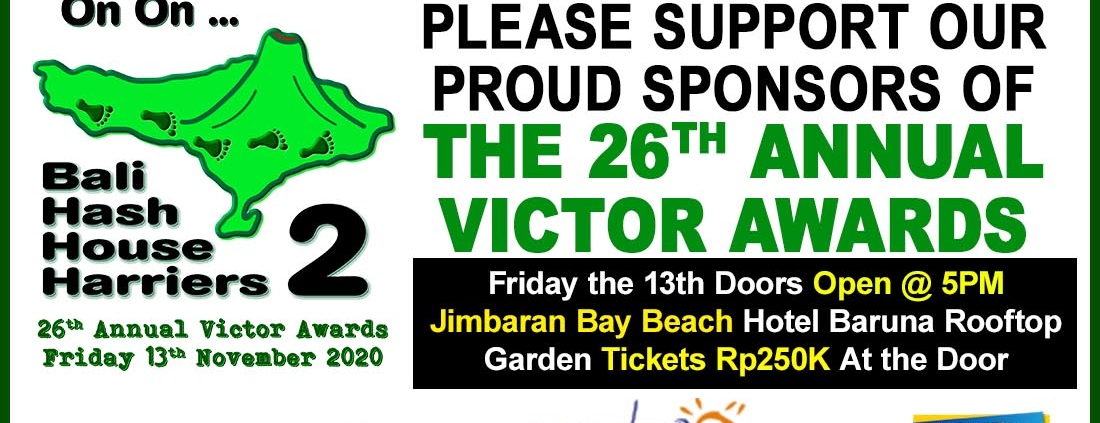 On On ...
Bali
Hash
House
Harriers 2
26th Annual Victor Awards
Friday 13th November 2020
PLEASE SUPPORT OUR
PROUD SPONSORS OF
THE 26TH ANNUAL
VICTOR AWARDS
Friday the 13th Doors Open @ 5PM
Jimbaran Bay Beach Hotel Baruna Rooftop
Garden Tickets Rp250K At the Door